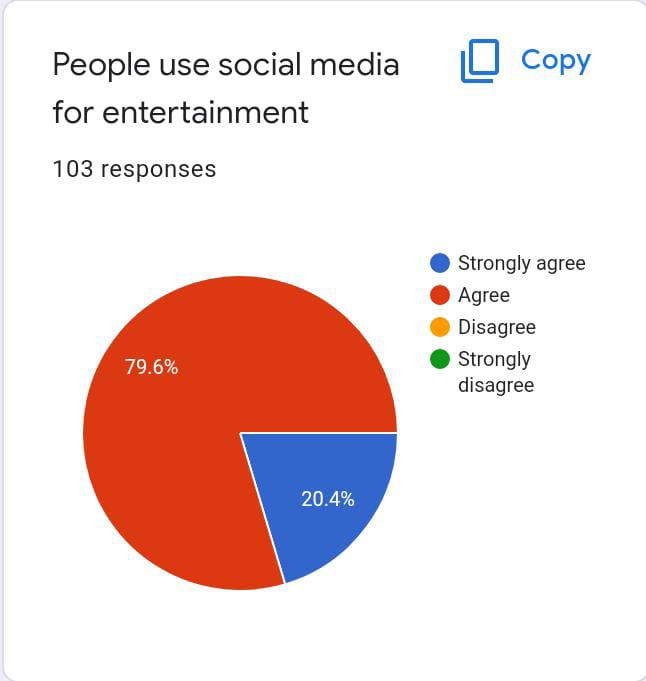 People use social media
Copy
for entertainment
103 responses
Strongly agree
Agree
Disagree
Strongly
disagree
79.6%
20.4%